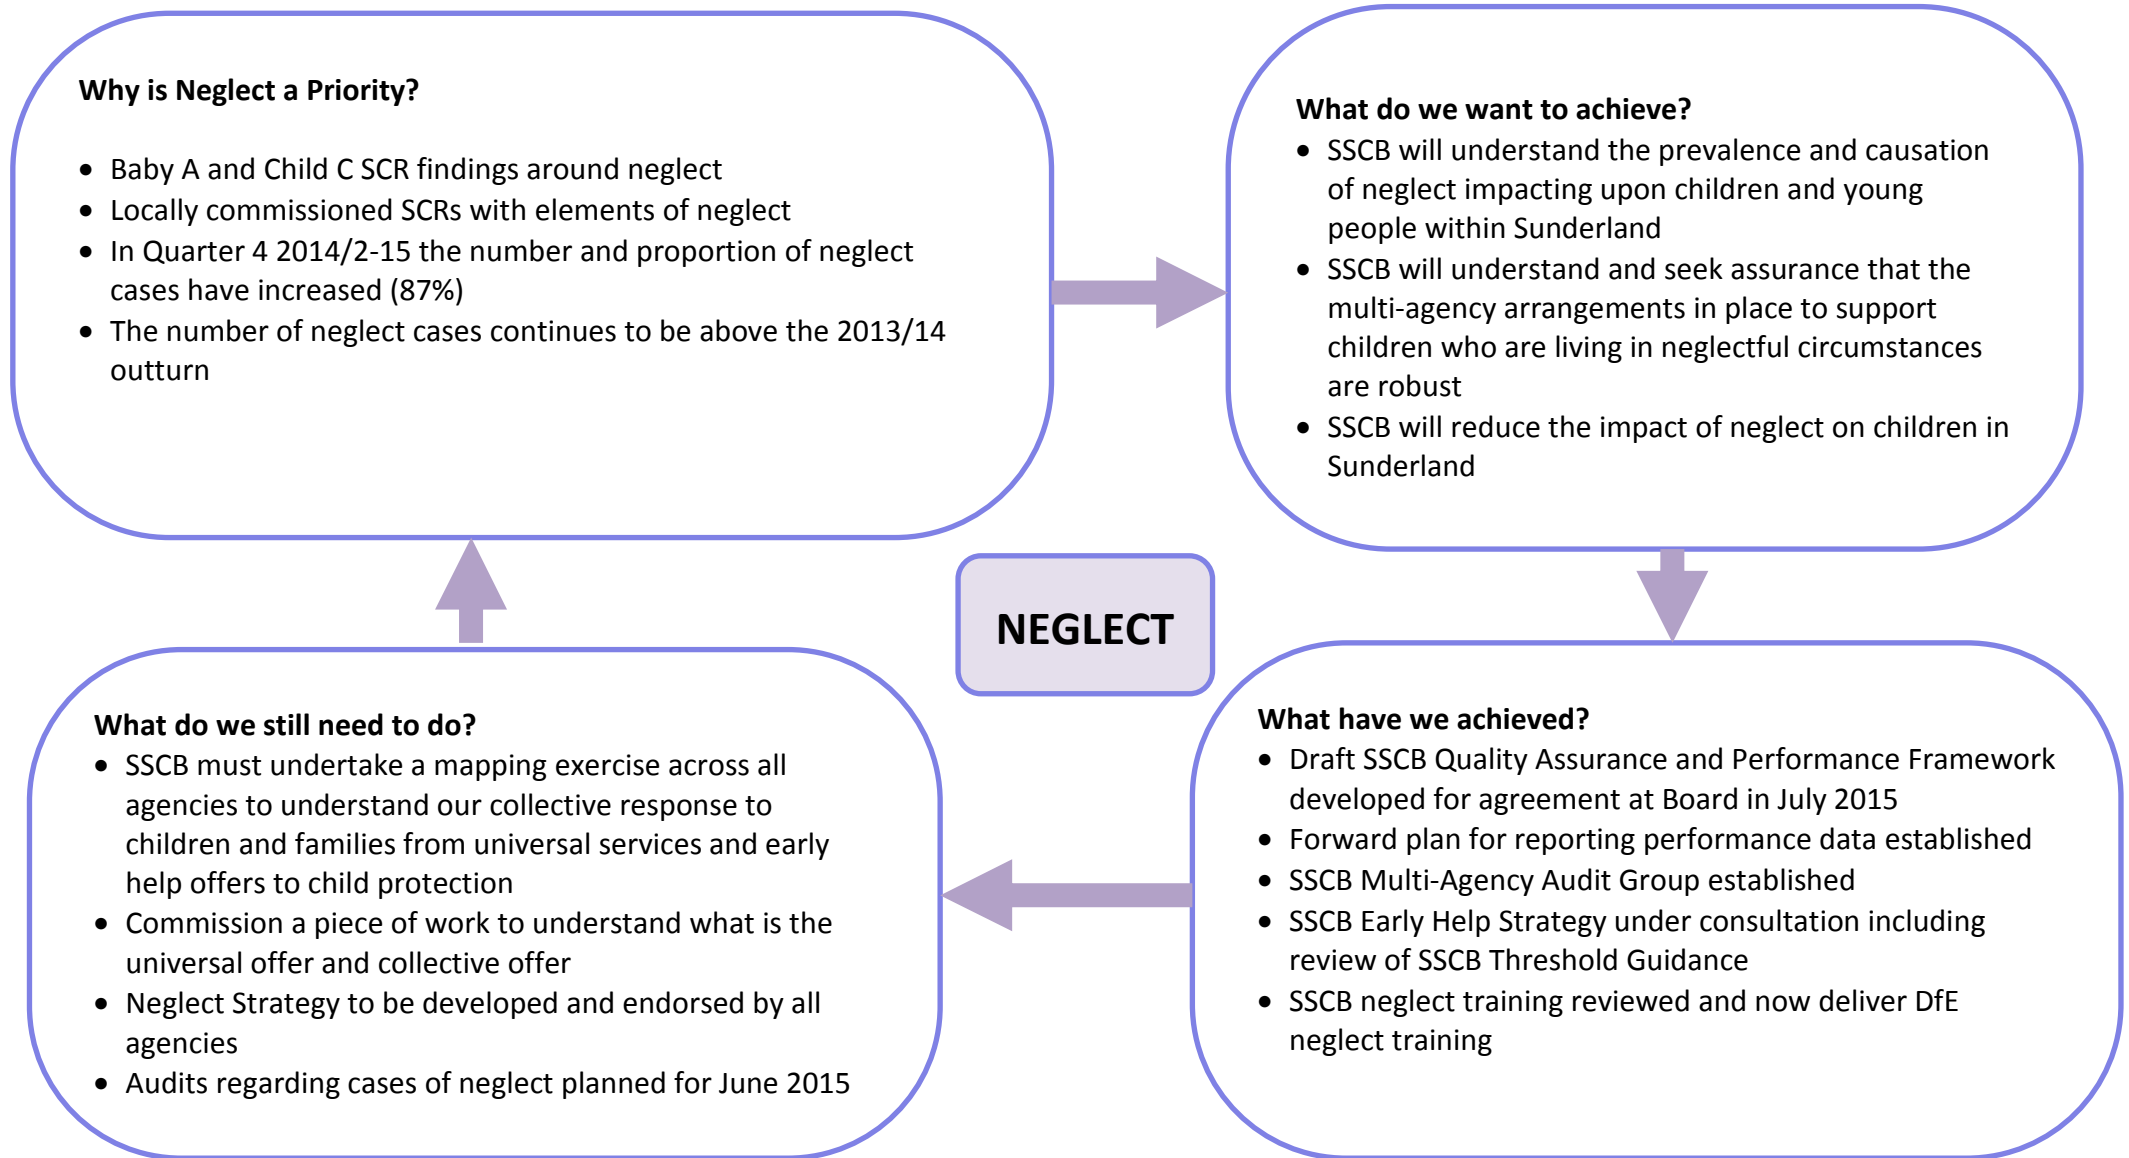 Why is Neglect a Priority?
• Baby A and Child C SCR findings around neglect
• Locally commissioned SCRs with elements of neglect
• In Quarter 4 2014/2-15 the number and proportion of neglect
cases have increased (87%)
• The number of neglect cases continues to be above the 2013/14
outturn
What do we want to achieve?
• SSCB will understand the prevalence and causation
of neglect impacting upon children and young
people within Sunderland
• SSCB will understand and seek assurance that the
multi-agency arrangements in place to support
children who are living in neglectful circumstances
are robust
• SSCB will reduce the impact of neglect on children in
Sunderland
NEGLECT
What do we still need to do?
• SSCB must undertake a mapping exercise across all
agencies to understand our collective response to
children and families from universal services and early
help offers to child protection
• Commission a piece of work to understand what is the
universal offer and collective offer
• Neglect Strategy to be developed and endorsed by all
agencies
• Audits regarding cases of neglect planned for June 2015
What have we achieved?
• Draft SSCB Quality Assurance and Performance Framework
developed for agreement at Board in July 2015
• Forward plan for reporting performance data established
• SSCB Multi-Agency Audit Group established
• SSCB Early Help Strategy under consultation including
review of SSCB Threshold Guidance
• SSCB neglect training reviewed and now deliver DfE
neglect training